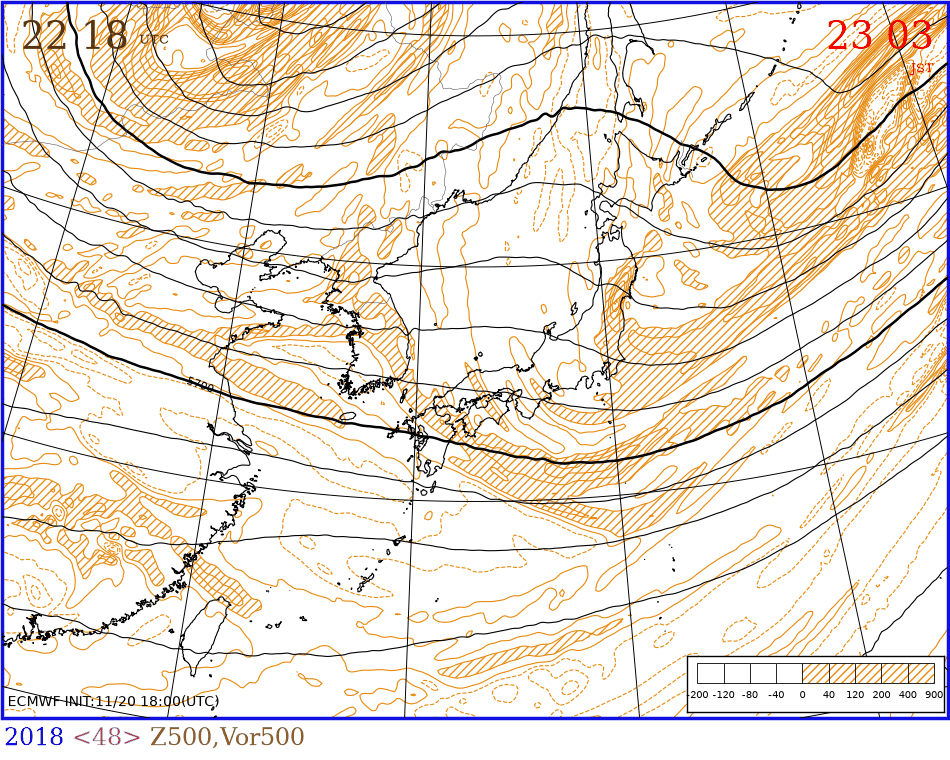 22 18 UTC
23 03 JST
5700
ECMWF INIT:11/20 18:00(UTC)
-200 -120 -80 -40 0 40 120 200 400 900
2018 <48> Z500,Vor500